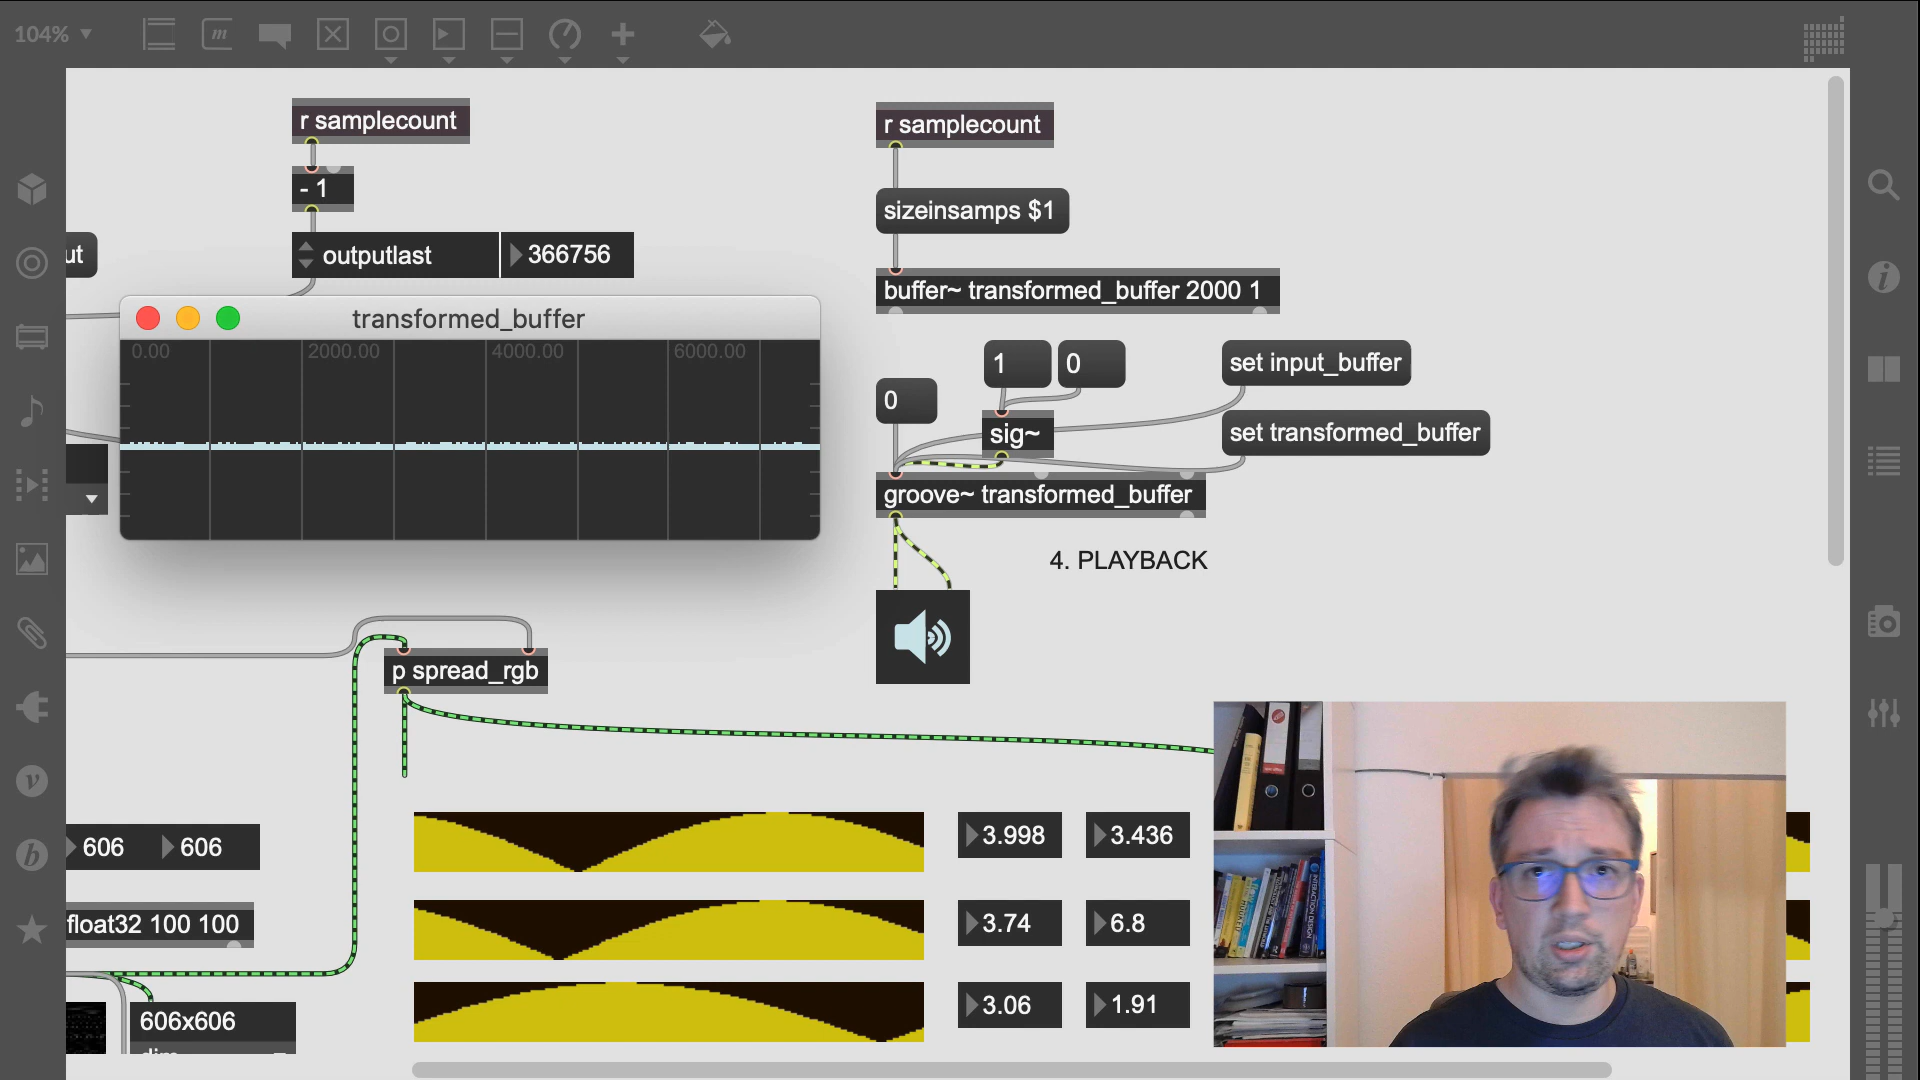 104%
m
r samplecount
- 1
ut
outputlast
366756
transformed_buffer
0.00 2000.00 4000.00 6000.00
r samplecount
sizeinsamps $1
buffer~ transformed_buffer 2000 1
1
0
0
set input_buffer
set transformed_buffer
sig~
groove~ transformed_buffer
4. PLAYBACK
p spread_rgb
606
606
float32 100 100
606x606
3.998
3.436
3.74
6.8
3.06
1.91
INTERACTION DESIGN
v
b
i